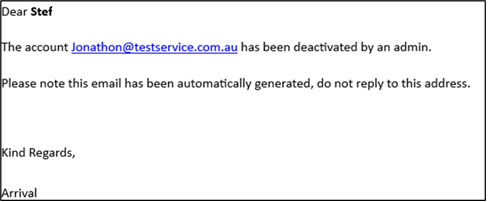 Dear Stef
The account Jonathon@testservice.com.au has been deactivated by an admin.
Please note this email has been automatically generated, do not reply to this address.
Kind Regards,
Arrival